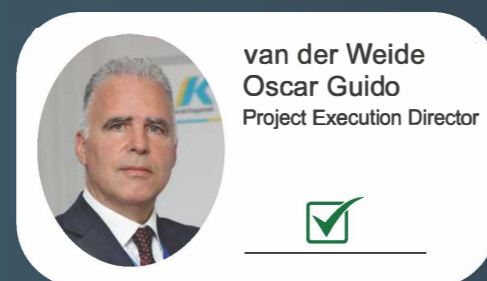 van der Weide
Oscar Guido
Project Execution Director
K